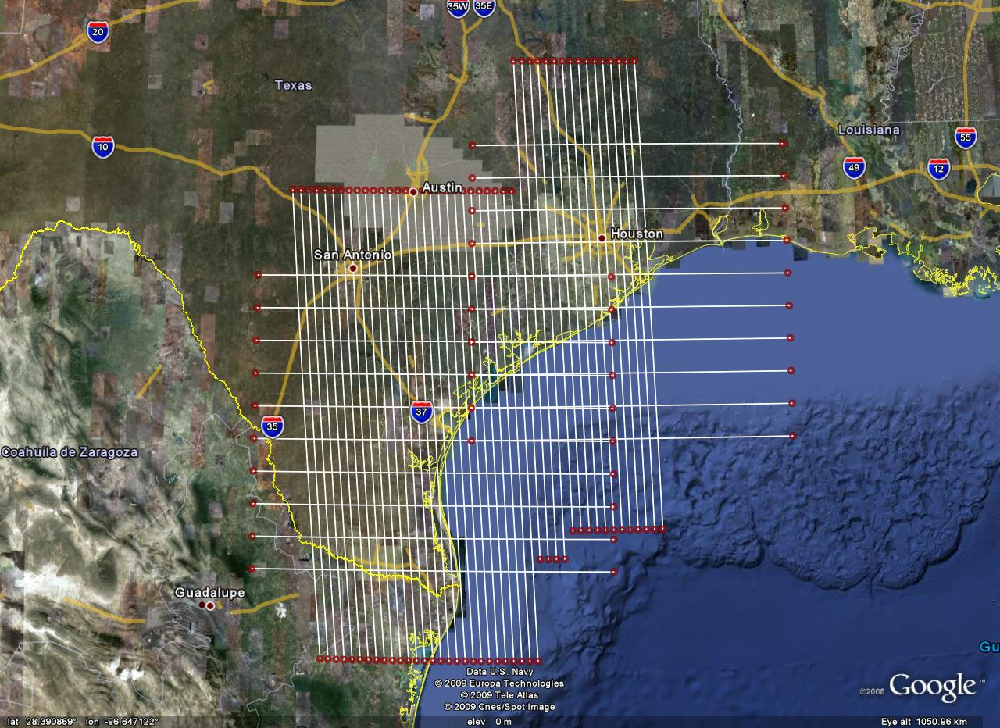 35W
35E
20
Texas
Louisiana
10
55
49
12
Austin
Houston
San Antonio
37
35
Coahuila de Zaragoza
Guadalupe
Gu
Data U.S. Navy
© 2009 Europa Technologies
© 2009 Tele Atlas
© 2009 Cnes/Spot Image
©2008 Google™
lat 28.390869° lon -96.647122° elev 0 m Eye alt 1050.96 km